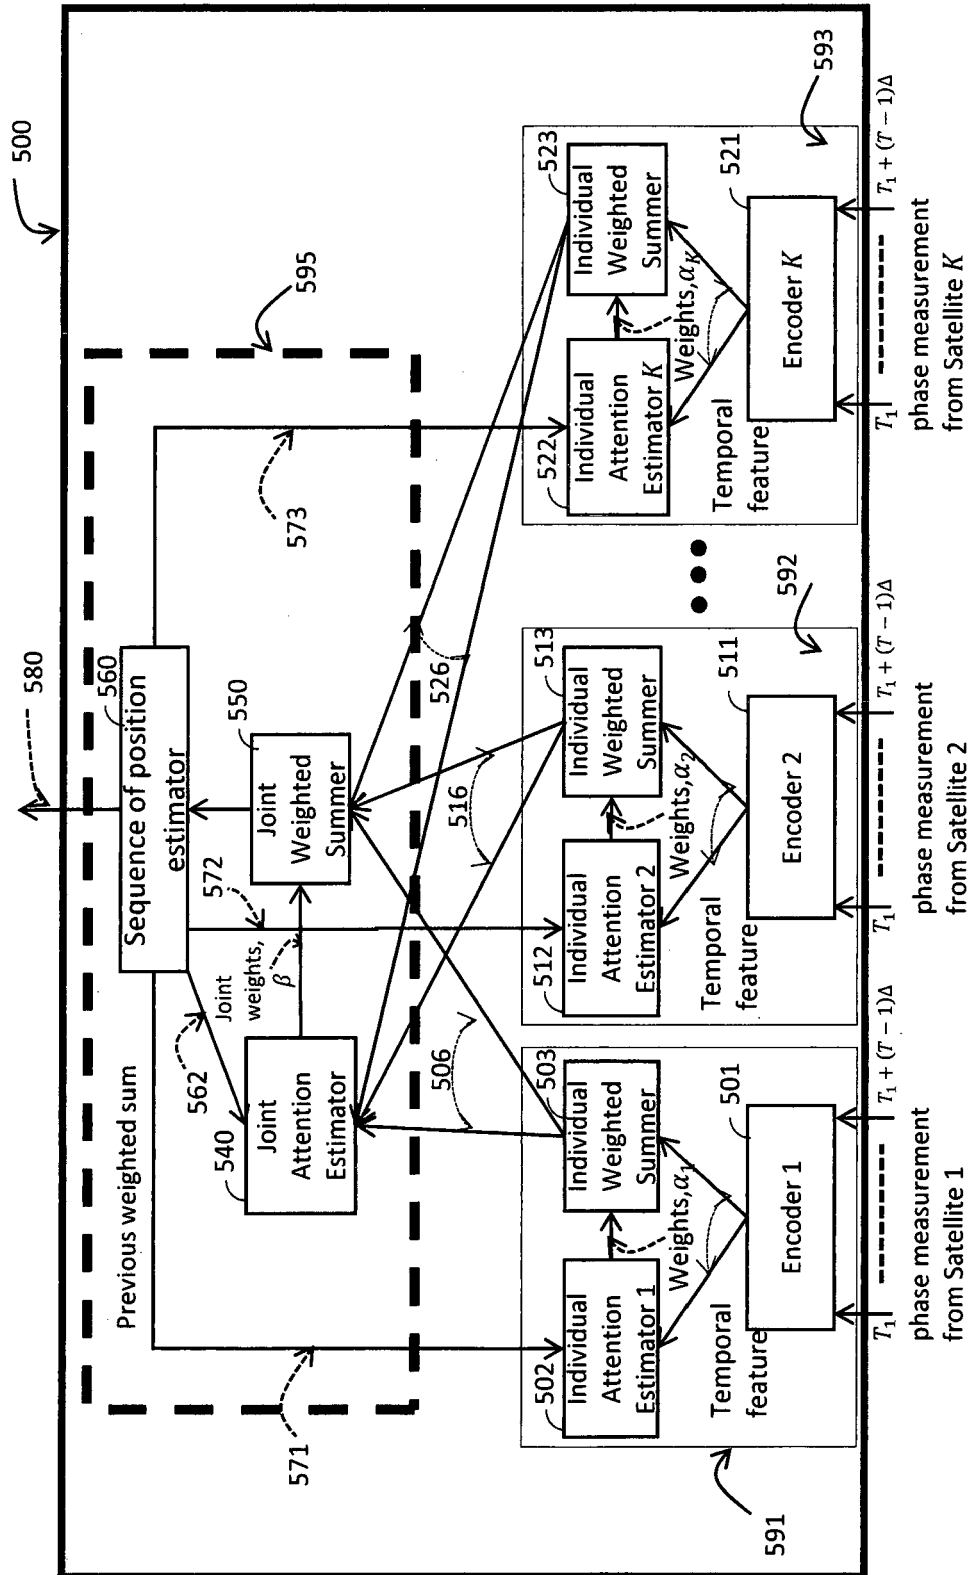 500
595
580
560
Sequence of position
estimator
573
550
Joint
Weighted
Summer
572
Joint
weights,
β
562
540
Joint
Attention
Estimator
Previous weighted sum
571
506
516
526
502
Individual
Attention
Estimator 1
503
Individual
Weighted
Summer
Weights, α1
Temporal
feature
501
Encoder 1
T1
T1 + (T − 1)Δ
phase measurement
from Satellite 1
591
512
Individual
Attention
Estimator 2
513
Individual
Weighted
Summer
Weights, α2
Temporal
feature
511
Encoder 2
T1
T1 + (T − 1)Δ
phase measurement
from Satellite 2
592
522
Individual
Attention
Estimator K
523
Individual
Weighted
Summer
Weights, αK
Temporal
feature
521
Encoder K
T1
T1 + (T − 1)Δ
phase measurement
from Satellite K
593